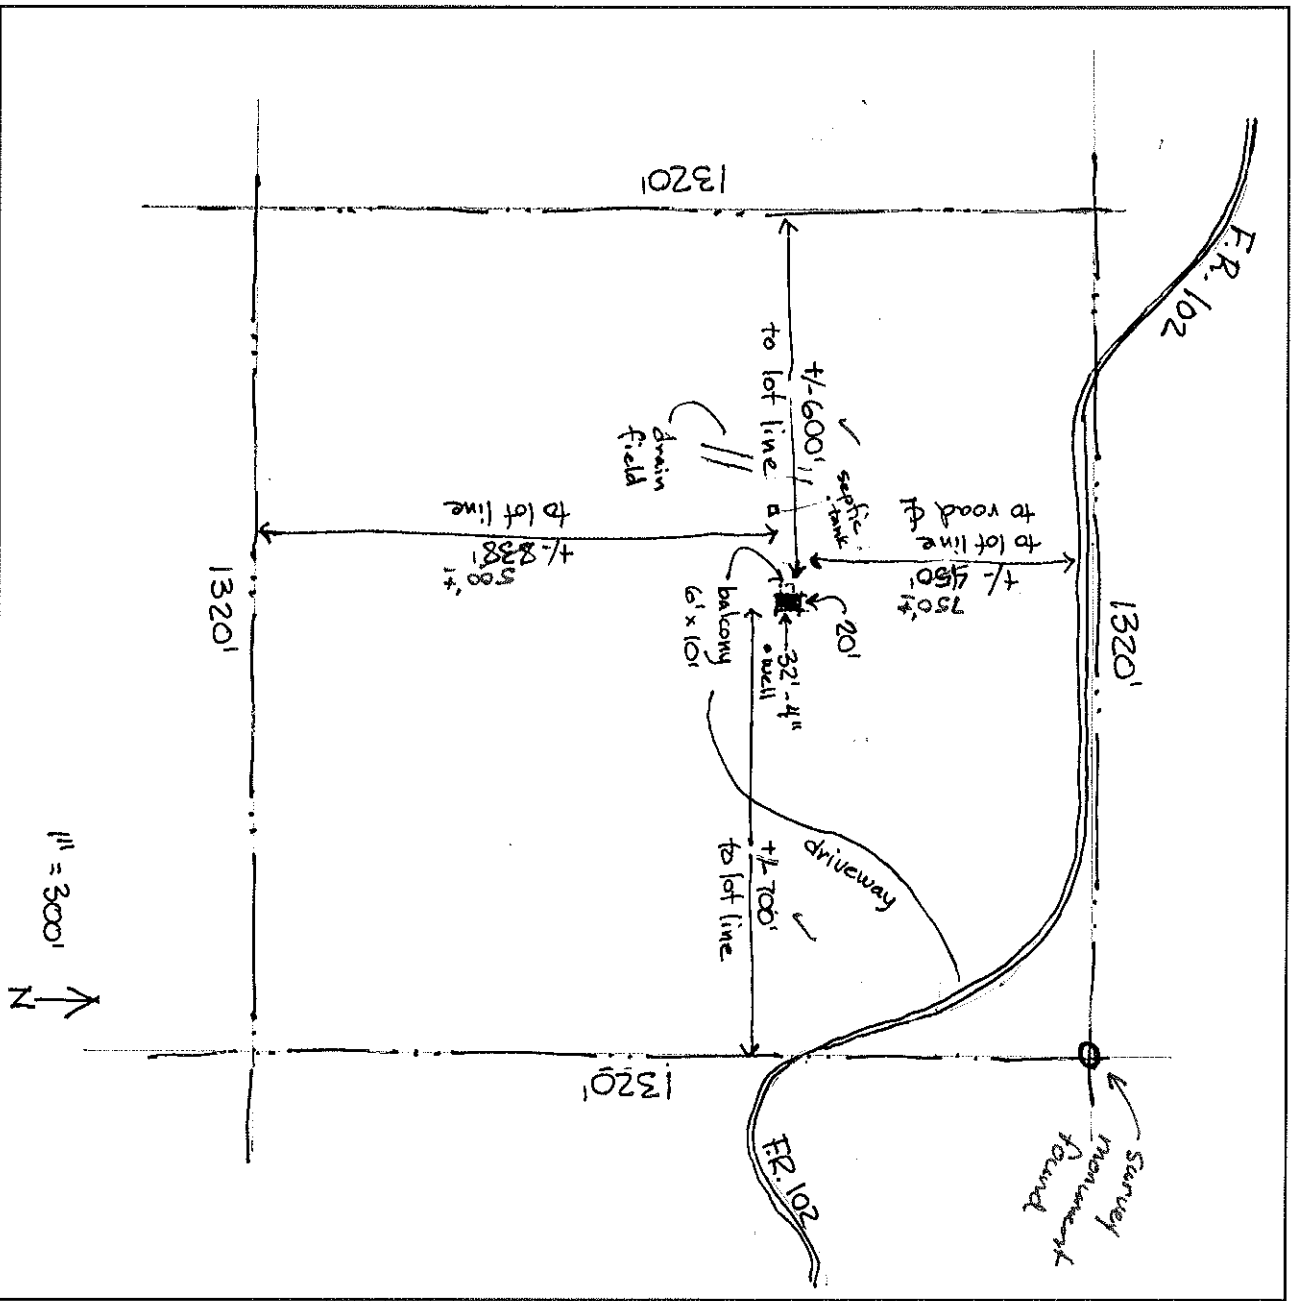 F.R. 102
1320'
1320'
+/-600'
to lot line
septic
tank
drain
field
750'±
+/- 450'
to lot line
to road ℄
500'±
+/-838'
to lot line
20'
32'-4"
well
balcony
6' x 10'
driveway
+/- 700'
to lot line
1320'
1320'
F.R. 102
survey
monument
found
1" = 300'
N